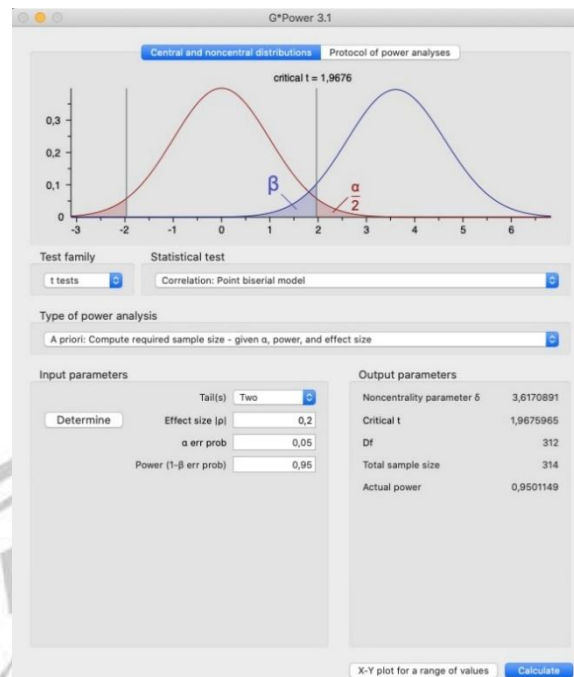 G*Power 3.1
Central and noncentral distributions Protocol of power analyses
critical t = 1,9676
0,3
0,2
0,1
0
β
α
2
-3 -2 -1 0 1 2 3 4 5 6
Test family Statistical test
t tests Correlation: Point biserial model
Type of power analysis
A priori: Compute required sample size - given α, power, and effect size
Input parameters
Tail(s) Two
Determine Effect size |ρ| 0,2
α err prob 0,05
Power (1-β err prob) 0,95
Output parameters
Noncentrality parameter δ 3,6170891
Critical t 1,9675965
Df 312
Total sample size 314
Actual power 0,9501149
X-Y plot for a range of values Calculate